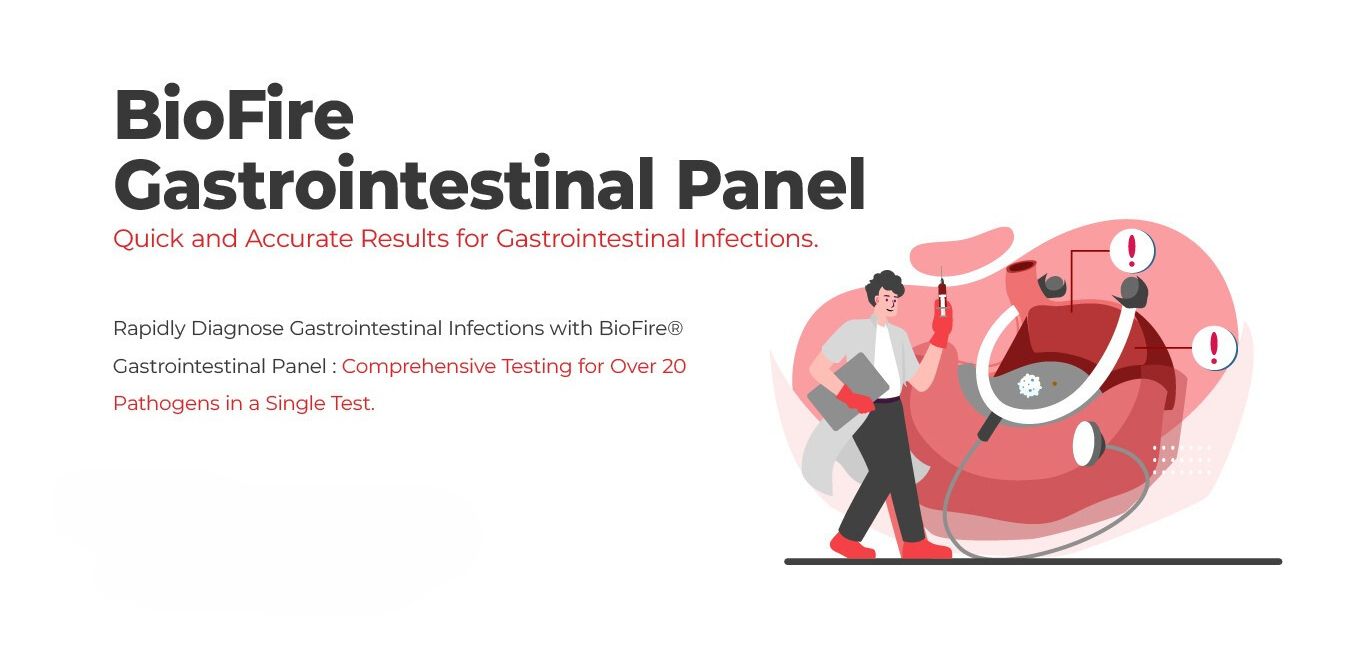 BioFire
Gastrointestinal Panel
Quick and Accurate Results for Gastrointestinal Infections.
Rapidly Diagnose Gastrointestinal Infections with BioFire®
Gastrointestinal Panel : Comprehensive Testing for Over 20
Pathogens in a Single Test.